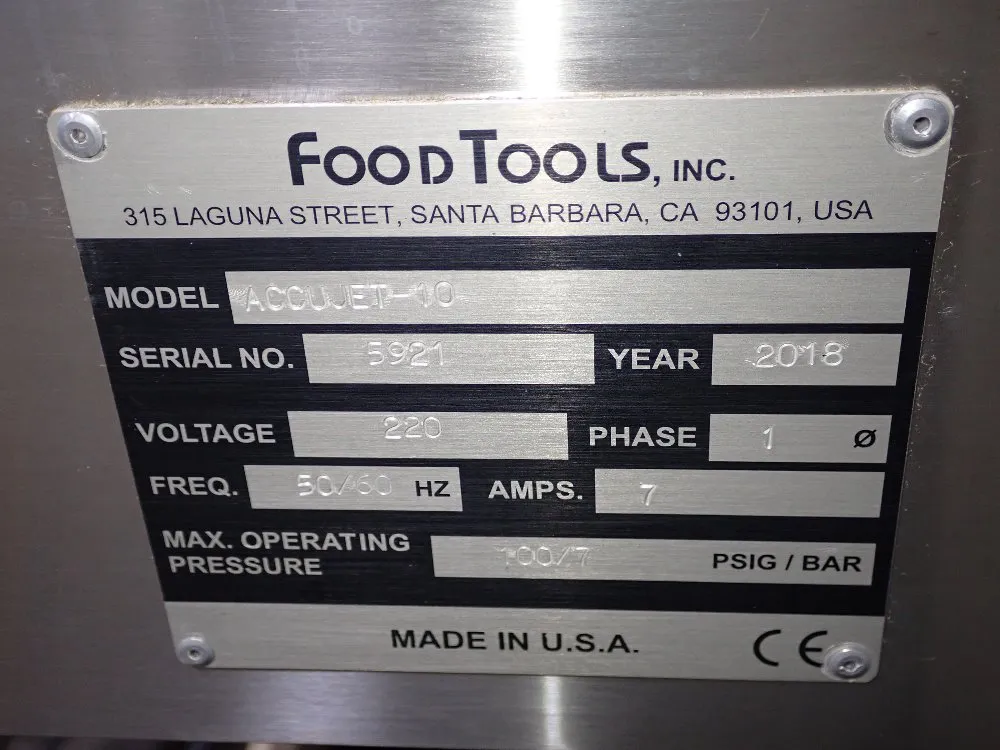 FOODTOOLS, INC.
315 LAGUNA STREET, SANTA BARBARA, CA 93101, USA
MODEL ACCUJET-10
SERIAL NO. 5921 YEAR 2018
VOLTAGE 220 PHASE 1 Ø
FREQ. 50/60 HZ AMPS. 7
MAX. OPERATING
PRESSURE 100/7 PSIG / BAR
MADE IN U.S.A. CE